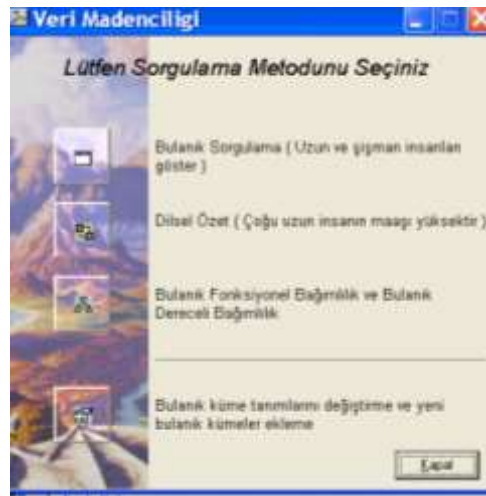 Veri Madenciligi
Lütfen Sorgulama Metodunu Seçiniz
Bulanık Sorgulama ( Uzun ve şişman insanları
göster )
Dilsel Özet ( Çoğu uzun insanın maaşı yüksektir )
Bulanık Fonksiyonel Bağımlılık ve Bulanık
Dereceli Bağımlılık
Bulanık küme tanımlarını değiştirme ve yeni
bulanık kümeler ekleme
Kapat